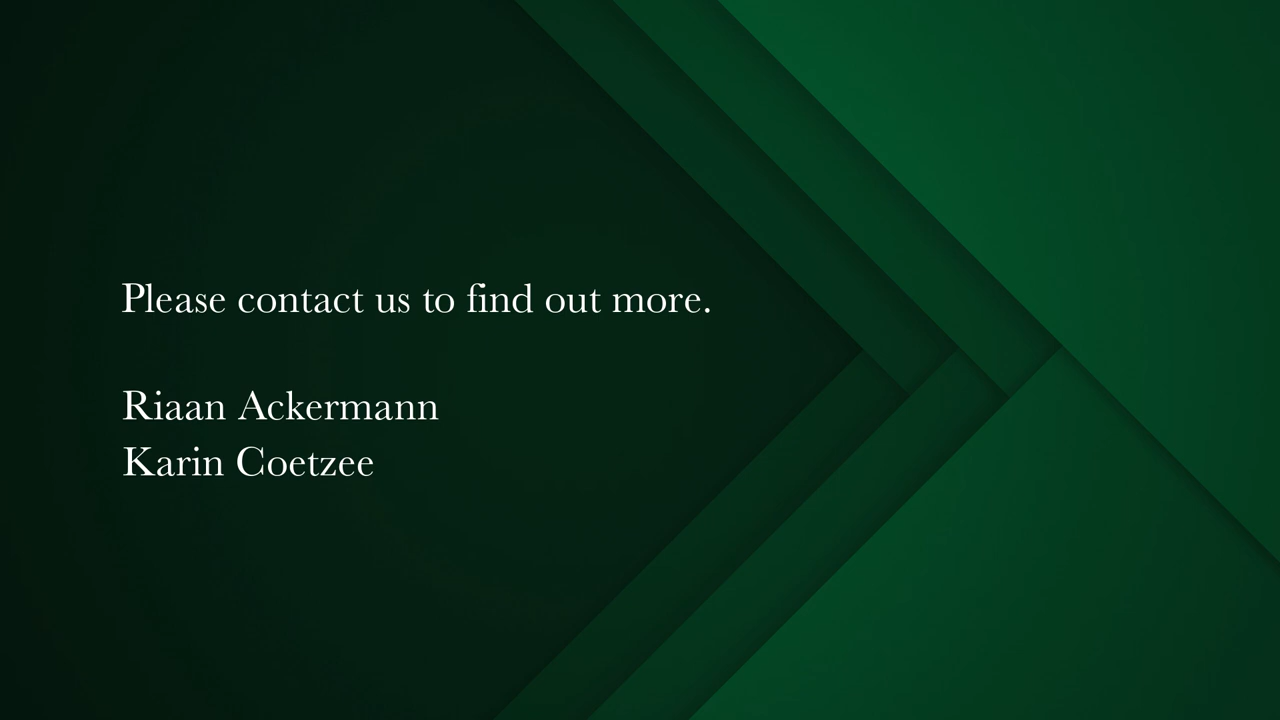 Please contact us to find out more.
Riaan Ackermann
Karin Coetzee